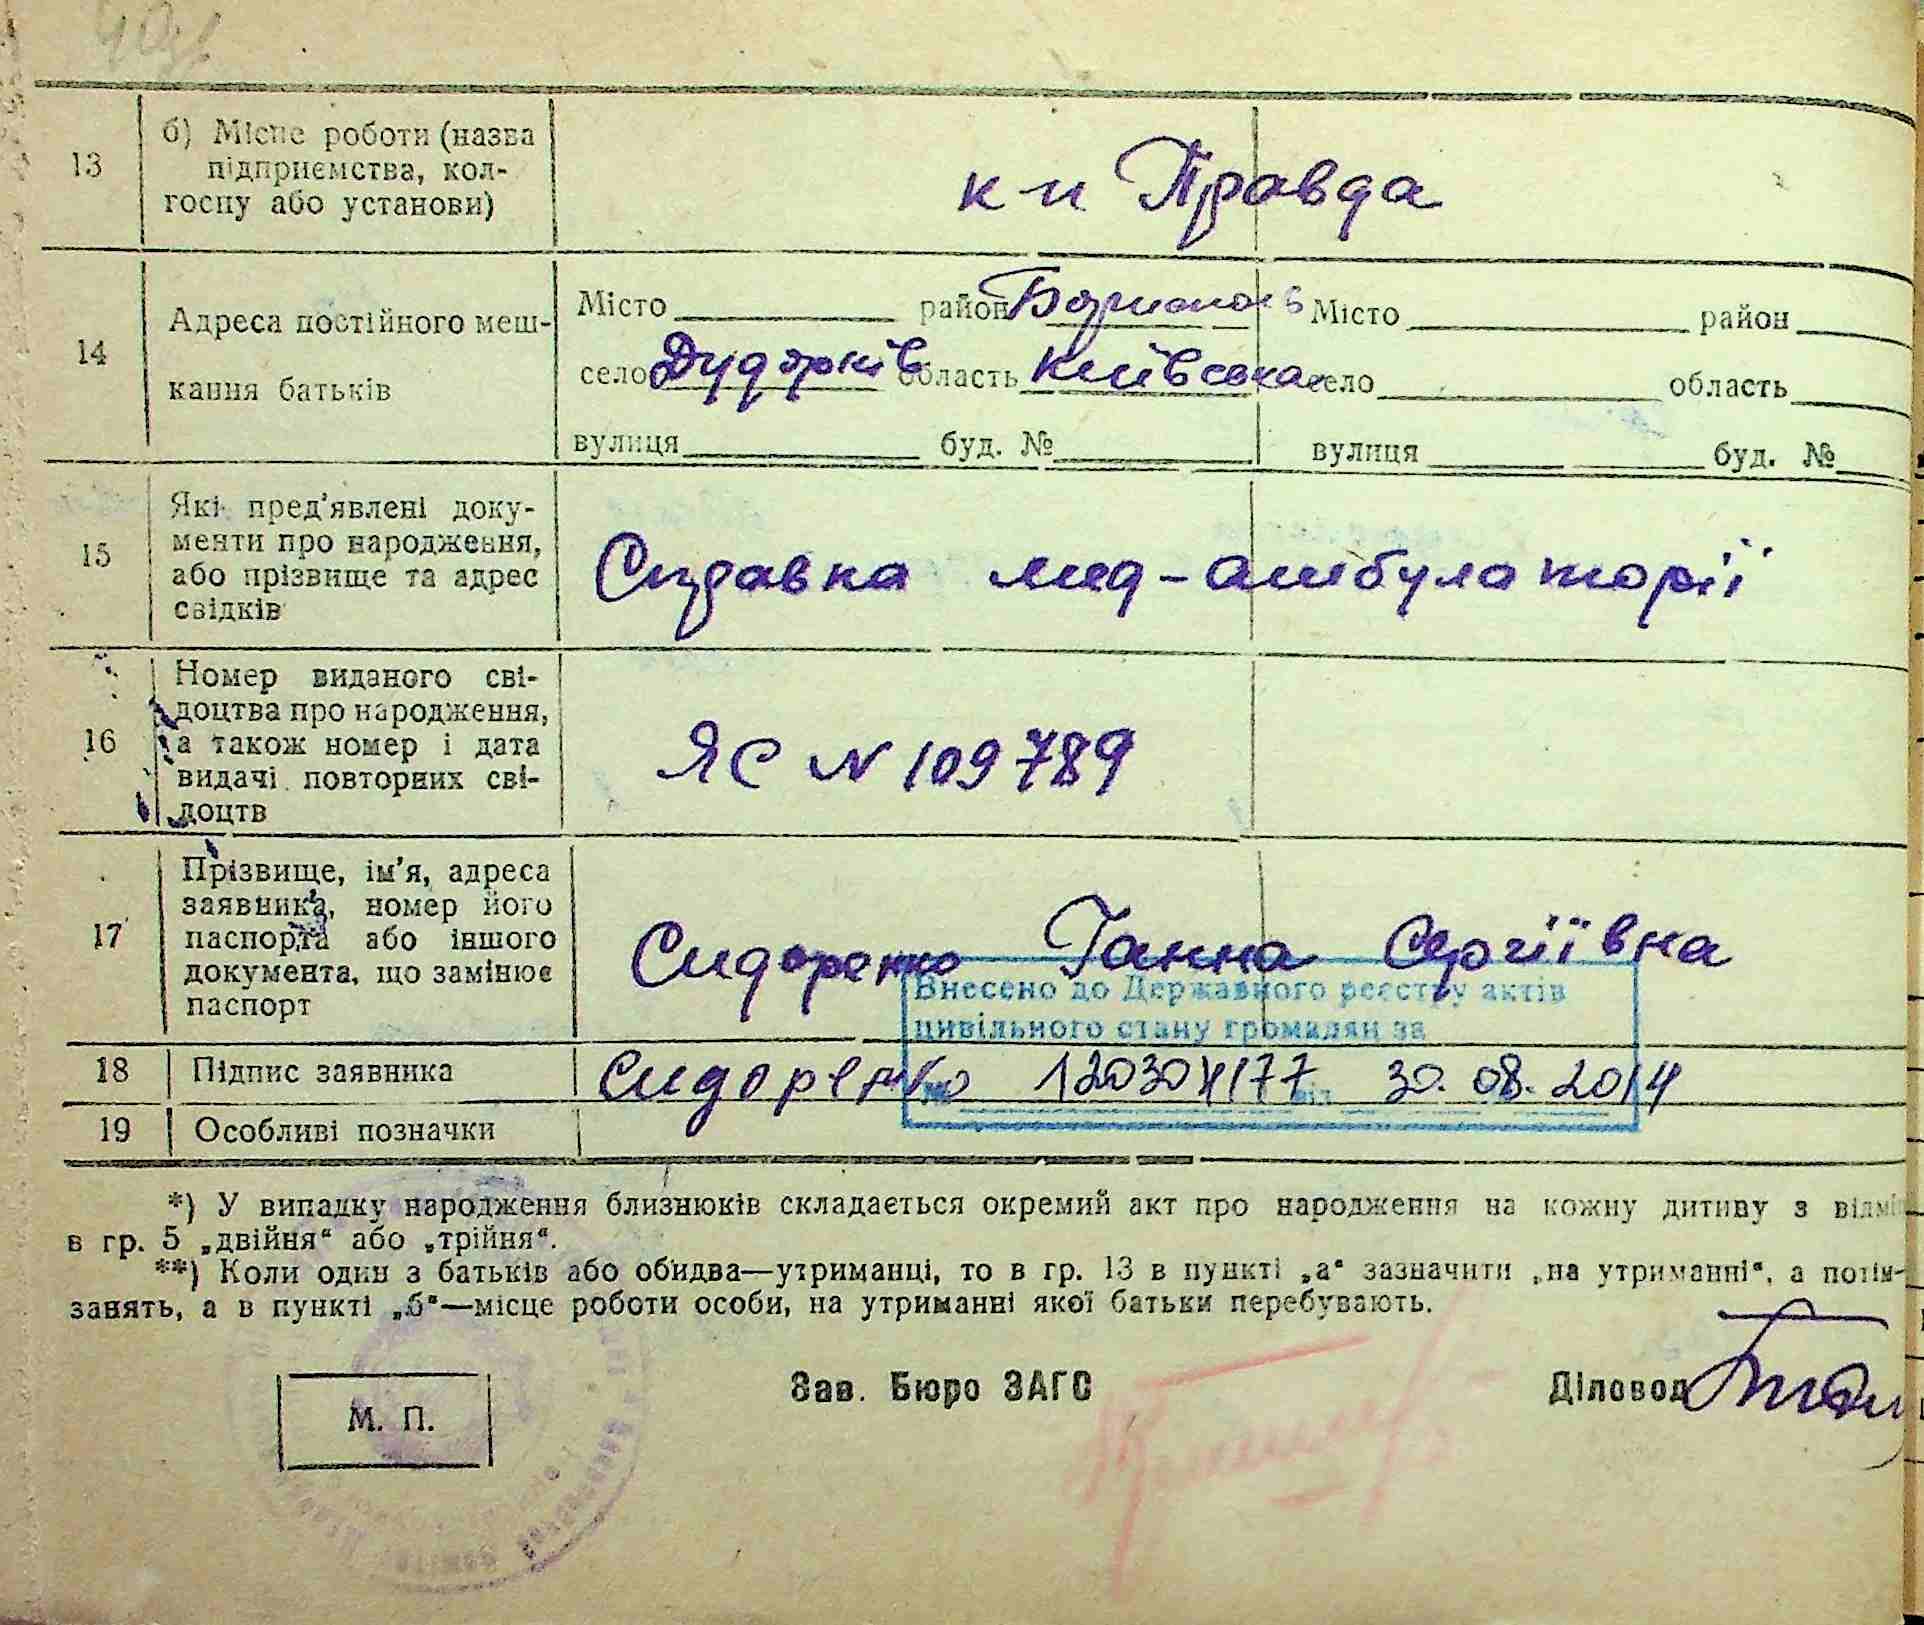 13
б) Місце роботи (назва
підприємства, кол-
госпу або установи)
к-п Правда
14
Адреса постійного меш-
кання батьків
Місто район Місто район
село Дударків область Київська село область
вулиця буд. № вулиця буд. №
15
Які пред'явлені доку-
менти про народження,
або прізвище та адрес
свідків
Справка мед-амбулаторії
16
Номер виданого сві-
доцтва про народження,
а також номер і дата
видачі повторних сві-
доцтв
ЯС N 109789
17
Прізвище, ім'я, адреса
заявника, номер його
паспорта або іншого
документа, що замінює
паспорт
Сидоренко Ганна Сергіївна
Внесено до Державного реєстру актів
цивільного стану громадян за
18 Підпис заявника Сидоренко
№ 120304177 від 30.08.2014
19 Особливі позначки
*) У випадку народження близнюків складається окремий акт про народження на кожну дитину з
в гр. 5 „двійня“ або „трійня“.
**) Коли один з батьків або обидва—утриманці, то в гр. 13 в пункті „а“ зазначити „на утриманні“, а потім-
занять, а в пункті „б“—місце роботи особи, на утриманні якої батьки перебувають.
М. П.
Зав. Бюро ЗАГС
Діловод